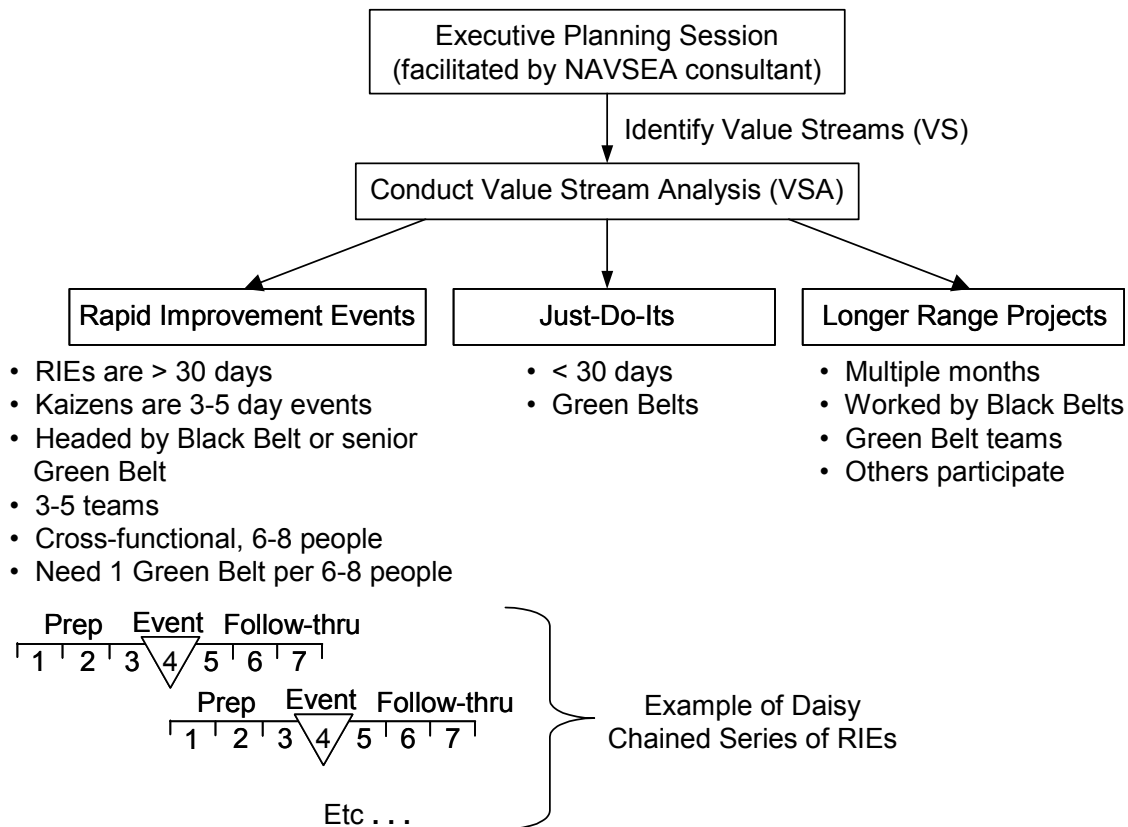 Executive Planning Session
(facilitated by NAVSEA consultant)
Identify Value Streams (VS)
Conduct Value Stream Analysis (VSA)
Rapid Improvement Events
• RIEs are > 30 days
• Kaizens are 3-5 day events
• Headed by Black Belt or senior
Green Belt
• 3-5 teams
• Cross-functional, 6-8 people
• Need 1 Green Belt per 6-8 people
Just-Do-Its
• < 30 days
• Green Belts
Longer Range Projects
• Multiple months
• Worked by Black Belts
• Green Belt teams
• Others participate
Prep Event Follow-thru
1 2 3 4 5 6 7
Prep Event Follow-thru
1 2 3 4 5 6 7
Etc . . .
Example of Daisy
Chained Series of RIEs